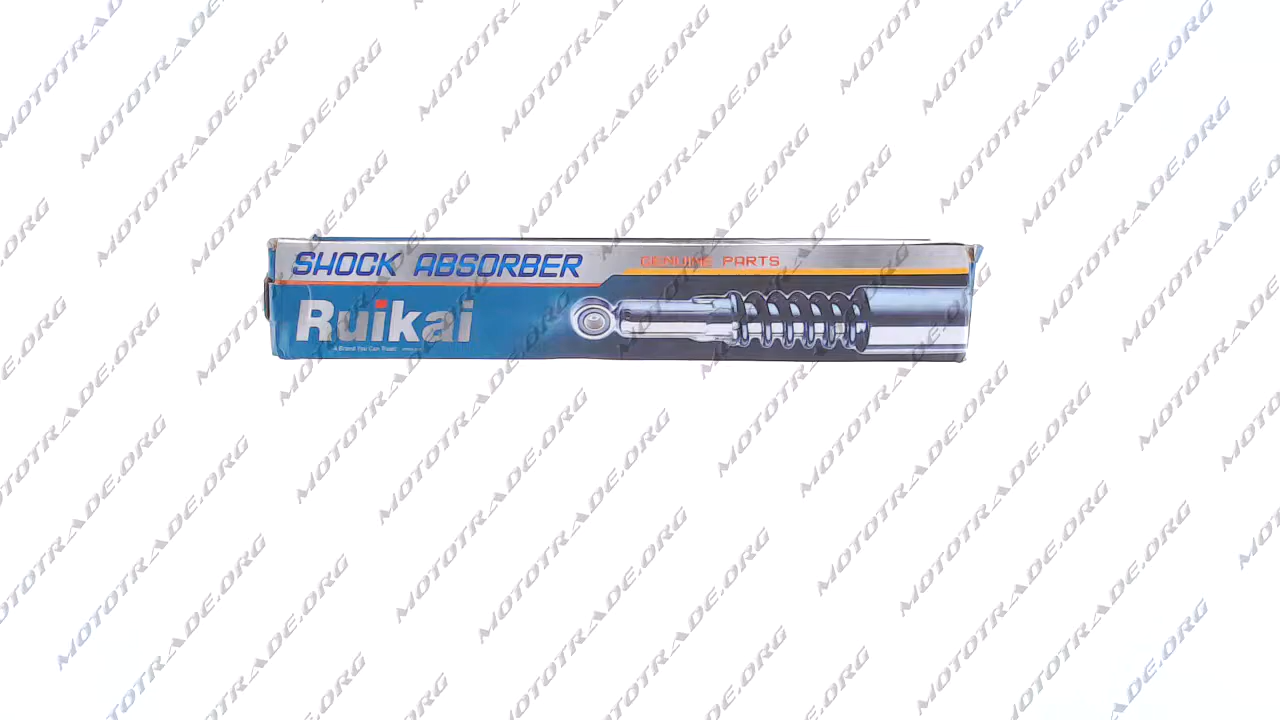 SHOCK ABSORBER
GENUINE PARTS
Ruikai
A Brand You Can Trust!
MOTOTRADE.ORG